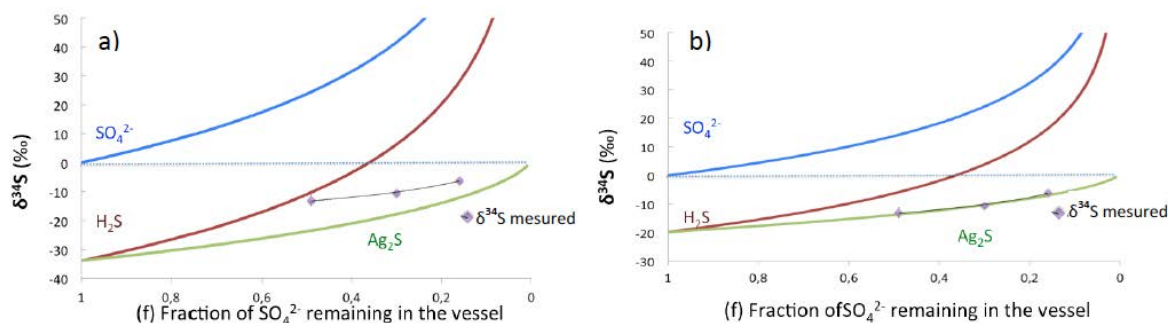 a)
50
40
30
20
10
0
-10
-20
-30
-40
δ³⁴S (‰)
SO₄²⁻
H₂S
Ag₂S
δ³⁴S mesured
1
0,8
0,6
0,4
0,2
0
(f) Fraction of SO₄²⁻ remaining in the vessel
b)
50
40
30
20
10
0
-10
-20
-30
δ³⁴S (‰)
SO₄²⁻
H₂S
Ag₂S
δ³⁴S mesured
1
0,8
0,6
0,4
0,2
0
(f) Fraction ofSO₄²⁻ remaining in the vessel